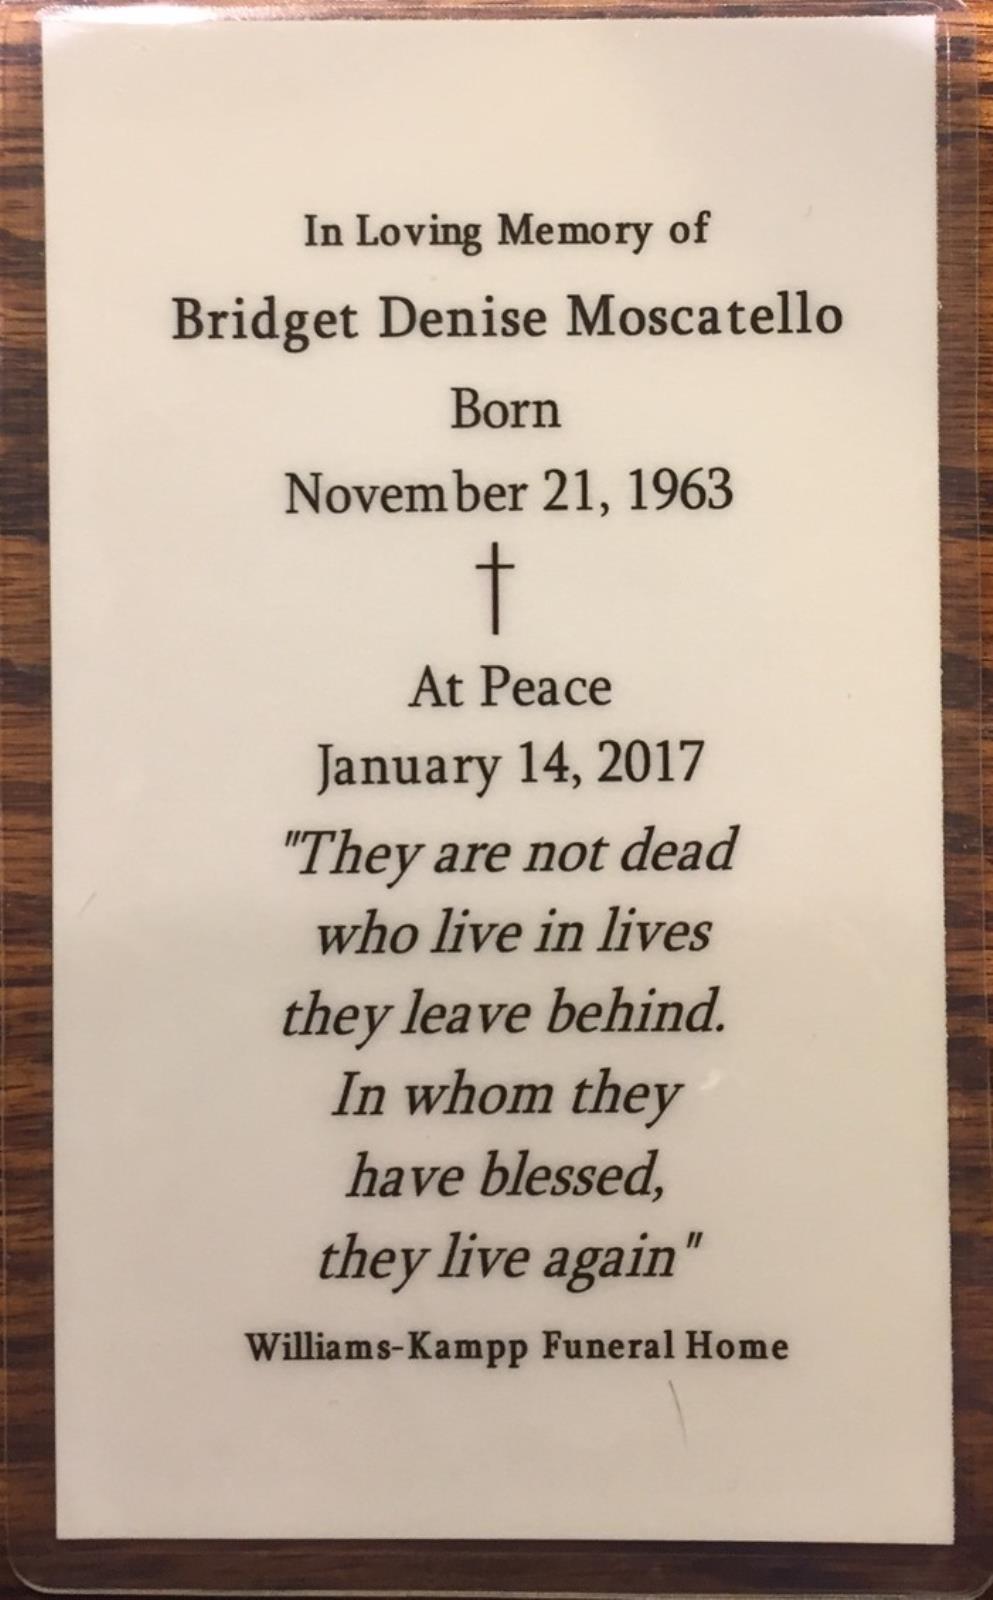 In Loving Memory of
Bridget Denise Moscatello
Born
November 21, 1963
At Peace
January 14, 2017
"They are not dead
who live in lives
they leave behind.
In whom they
have blessed,
they live again"
Williams-Kampp Funeral Home